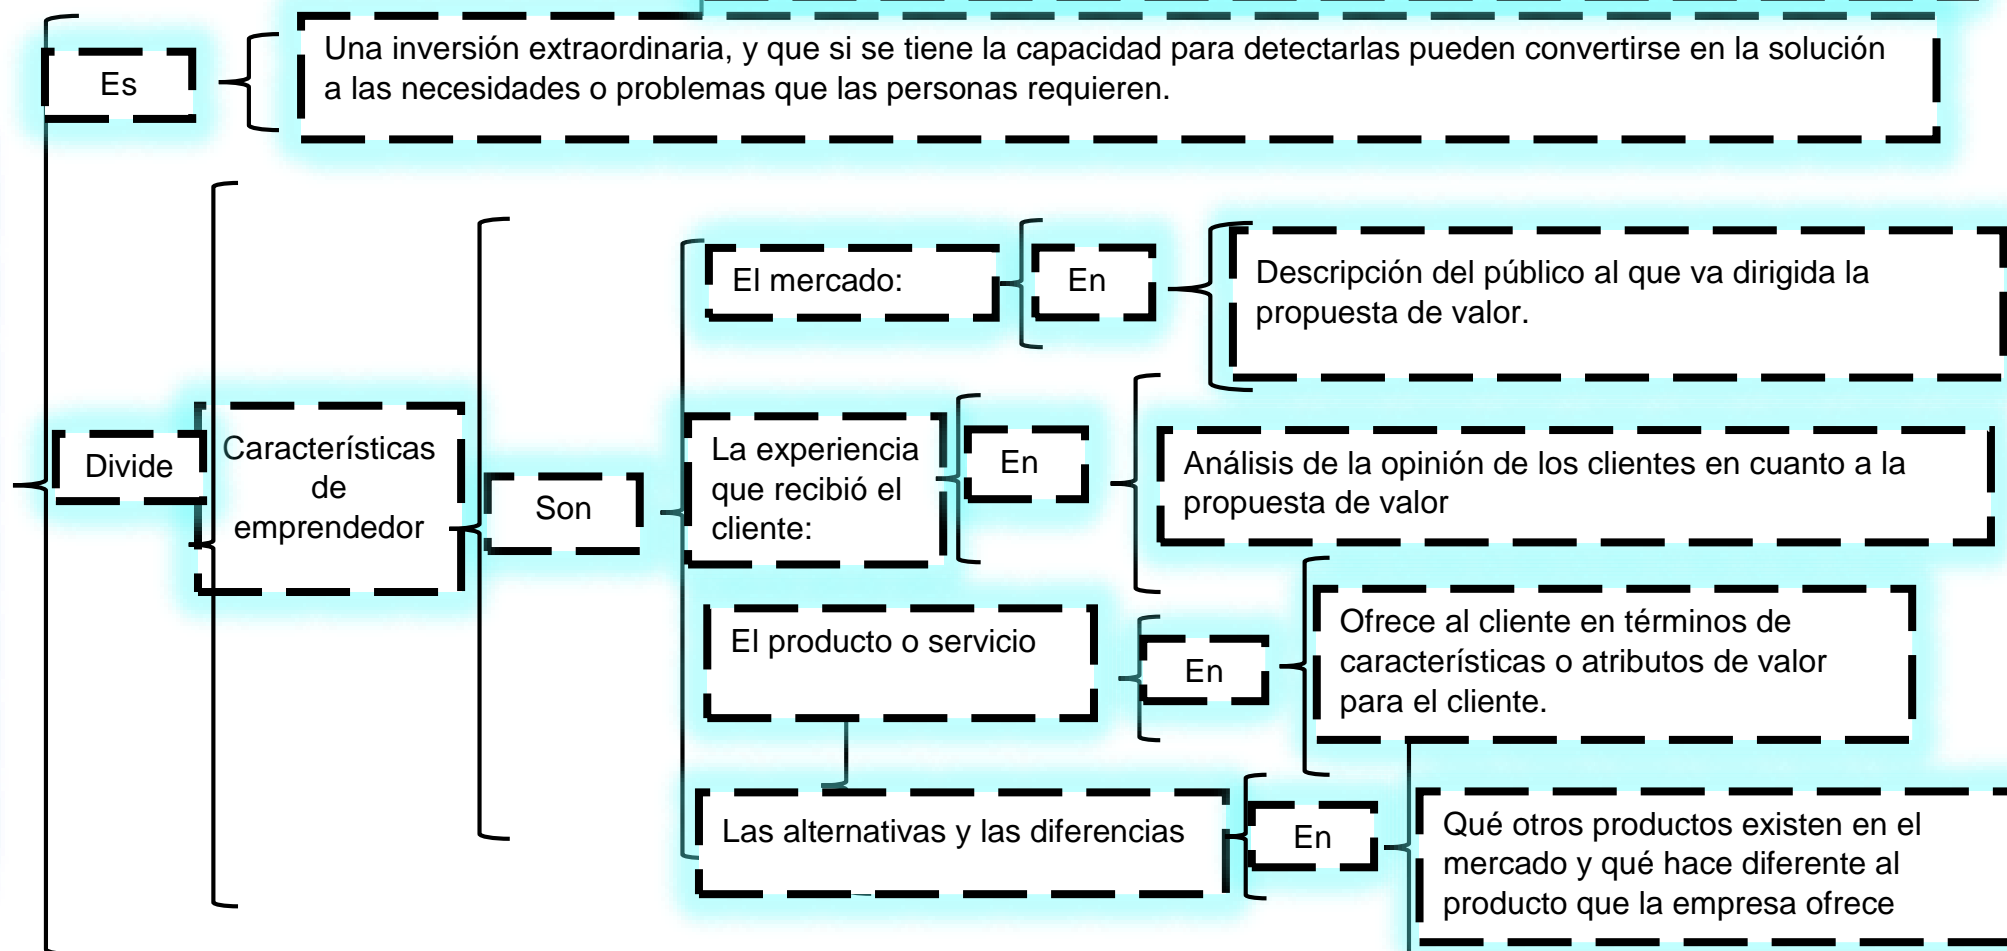 Es
Una inversión extraordinaria, y que si se tiene la capacidad para detectarlas pueden convertirse en la solución
a las necesidades o problemas que las personas requieren.
Divide
Características
de
emprendedor
Son
El mercado:
En
Descripción del público al que va dirigida la
propuesta de valor.
La experiencia
que recibió el
cliente:
En
Análisis de la opinión de los clientes en cuanto a la
propuesta de valor
El producto o servicio
En
Ofrece al cliente en términos de
características o atributos de valor
para el cliente.
Las alternativas y las diferencias
En
Qué otros productos existen en el
mercado y qué hace diferente al
producto que la empresa ofrece